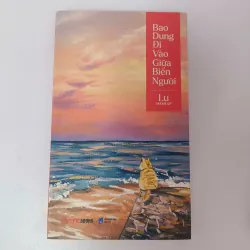 Bao
Dung
Đi
Vào
Giữa
Biển
Người
Lu